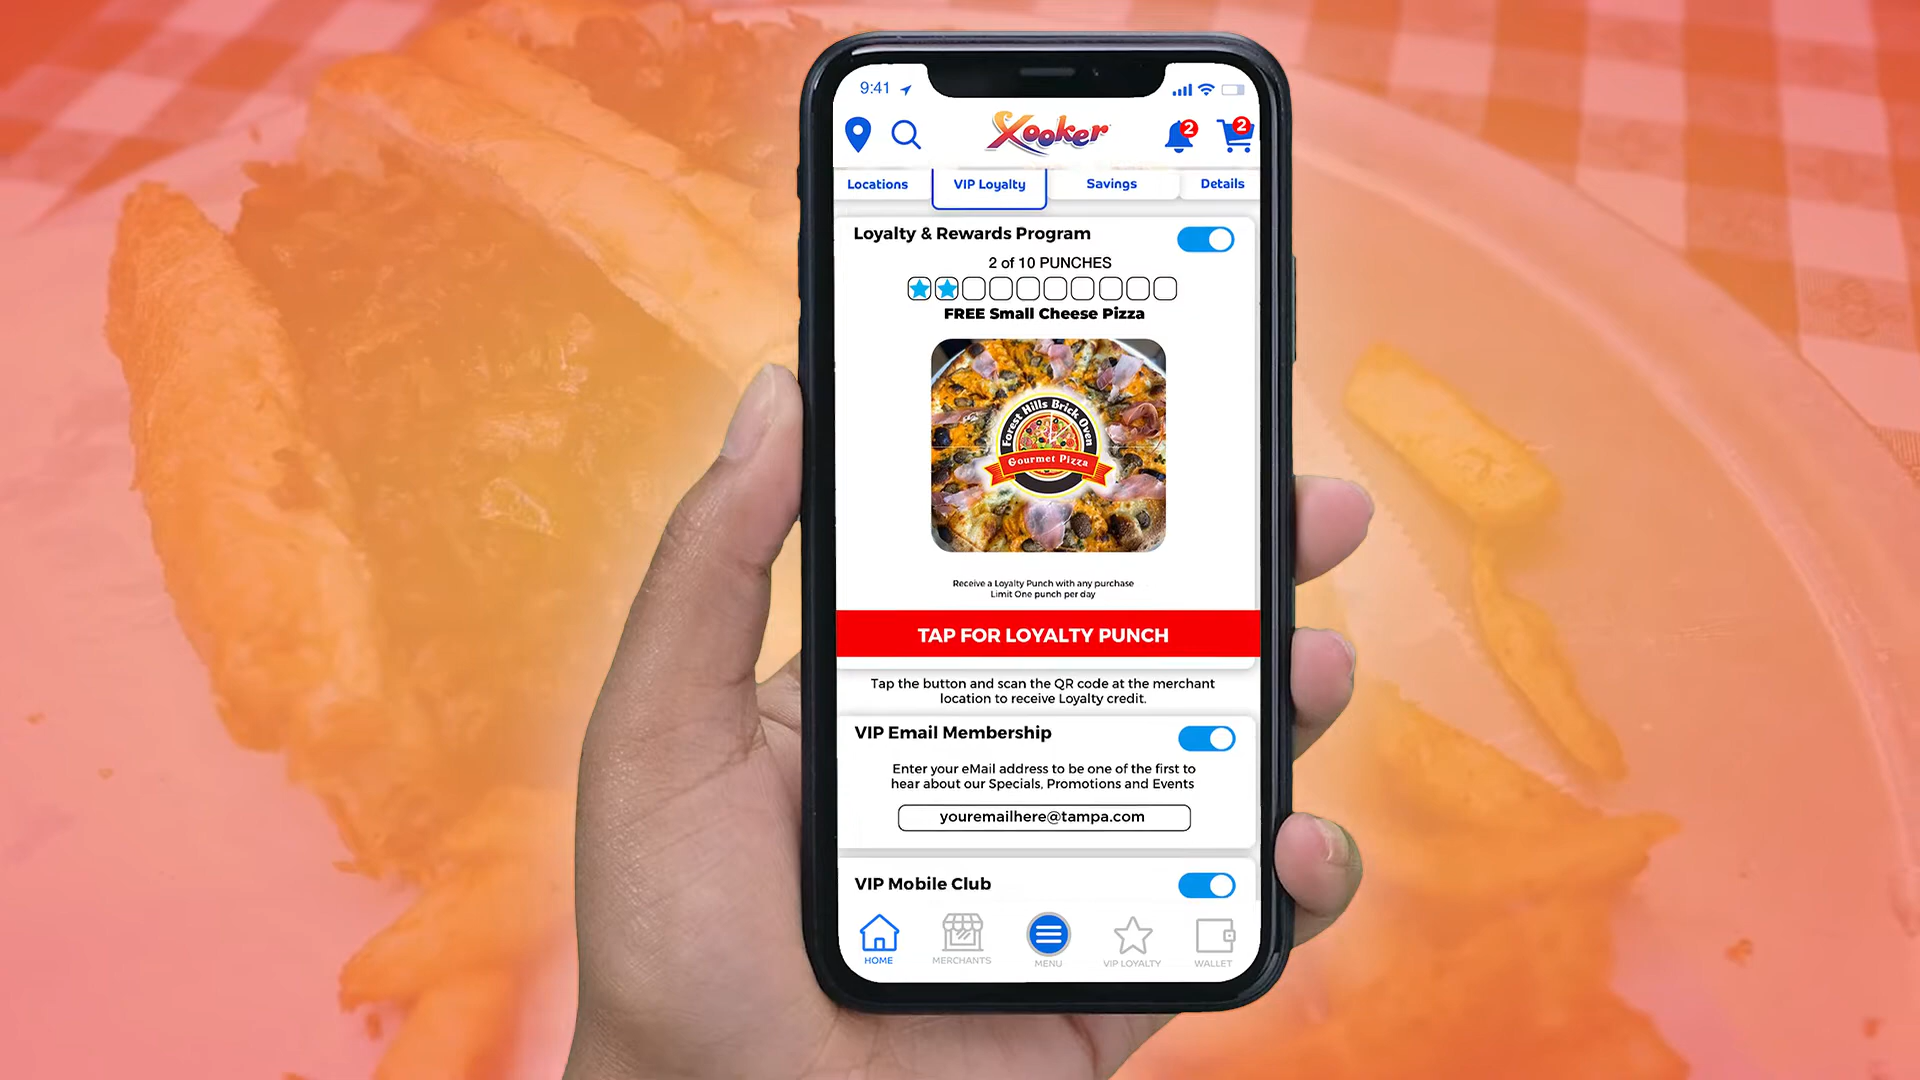 9:41
Xooker
2
2
Locations
VIP Loyalty
Savings
Details
Loyalty & Rewards Program
2 of 10 PUNCHES
FREE Small Cheese Pizza
Forest Hills Brick Oven
Gourmet Pizza
Receive a Loyalty Punch with any purchase
Limit One punch per day
TAP FOR LOYALTY PUNCH
Tap the button and scan the QR code at the merchant
location to receive Loyalty credit.
VIP Email Membership
Enter your eMail address to be one of the first to
hear about our Specials, Promotions and Events
youremailhere@tampa.com
VIP Mobile Club
HOME
MERCHANTS
MENU
VIP LOYALTY
WALLET